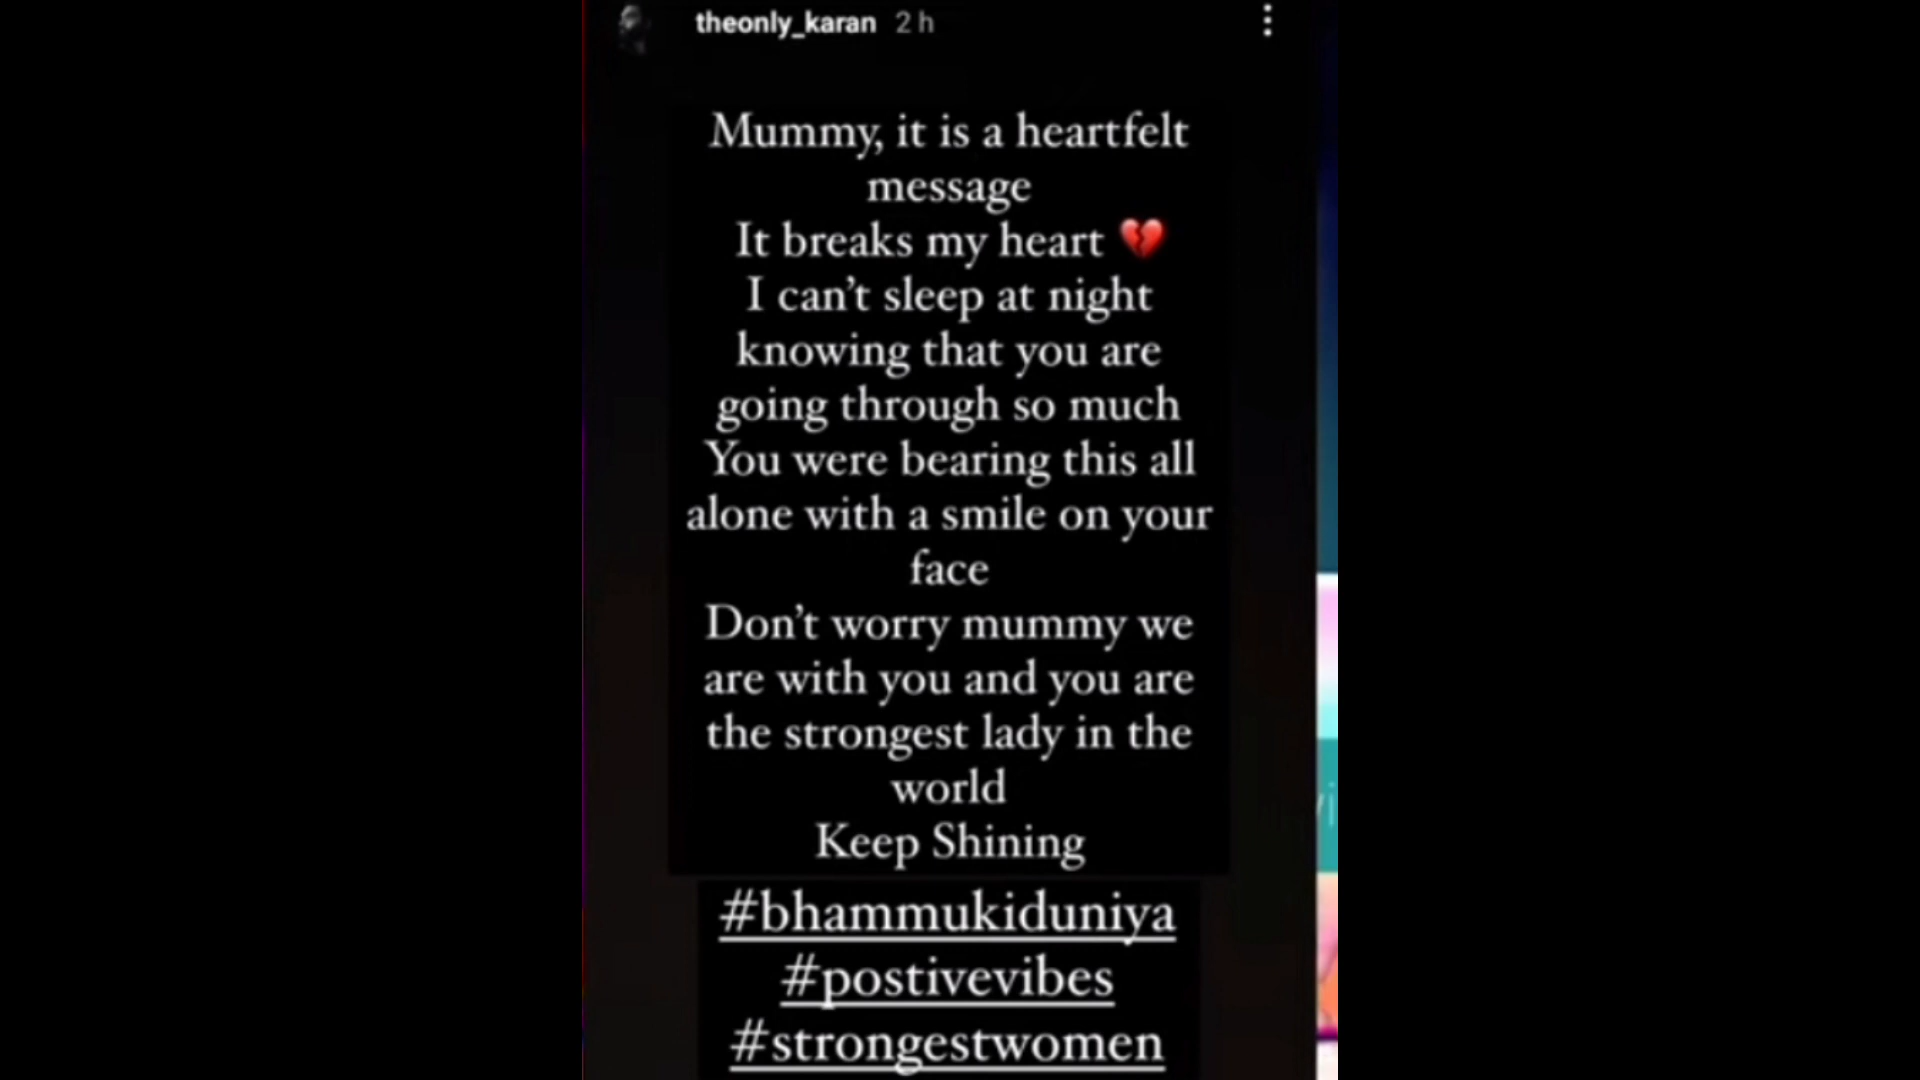 theonly_karan 2 h
Mummy, it is a heartfelt
message
It breaks my heart 💔
I can't sleep at night
knowing that you are
going through so much
You were bearing this all
alone with a smile on your
face
Don't worry mummy we
are with you and you are
the strongest lady in the
world
Keep Shining
#bhammukiduniya
#postivevibes
#strongestwomen